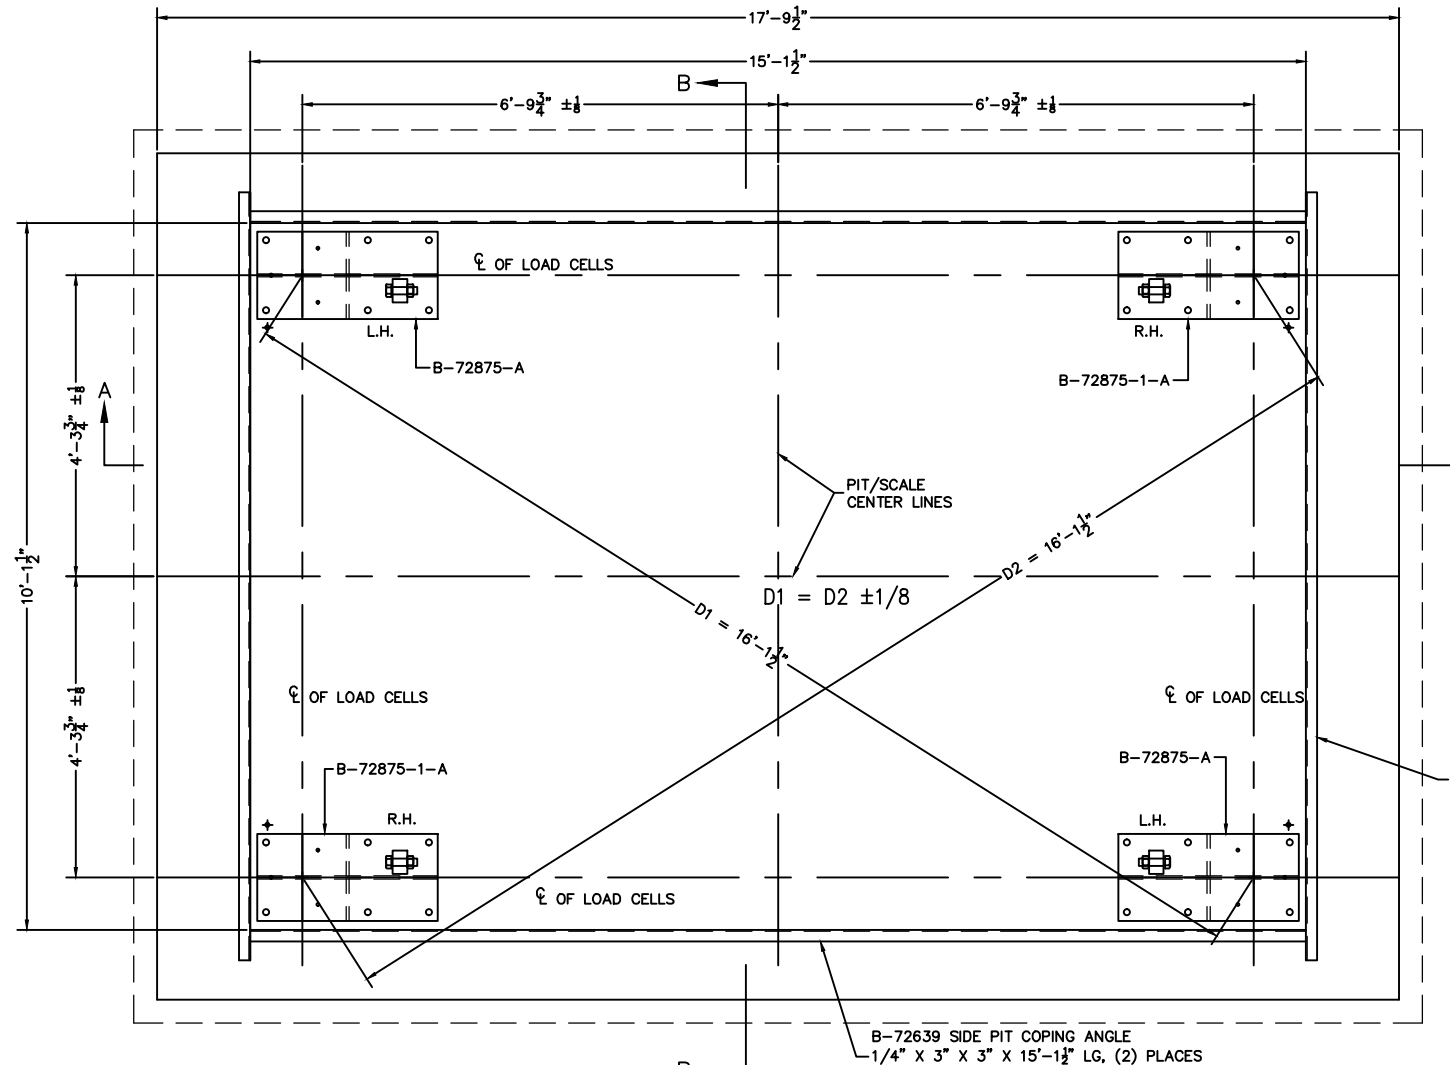 17'-9½"
15'-1½"
B
6'-9¾" ±⅛
6'-9¾" ±⅛
℄ OF LOAD CELLS
L.H.
R.H.
B-72875-A
B-72875-1-A
A
4'-3¾" ±⅛
PIT/SCALE
CENTER LINES
10'-1½"
D2 = 16'-1½"
D1 = D2 ±1/8
D1 = 16'-1½"
4'-3¾" ±⅛
℄ OF LOAD CELLS
℄ OF LOAD CELLS
B-72875-1-A
B-72875-A
R.H.
L.H.
℄ OF LOAD CELLS
B-72639 SIDE PIT COPING ANGLE
1/4" X 3" X 3" X 15'-1½" LG, (2) PLACES